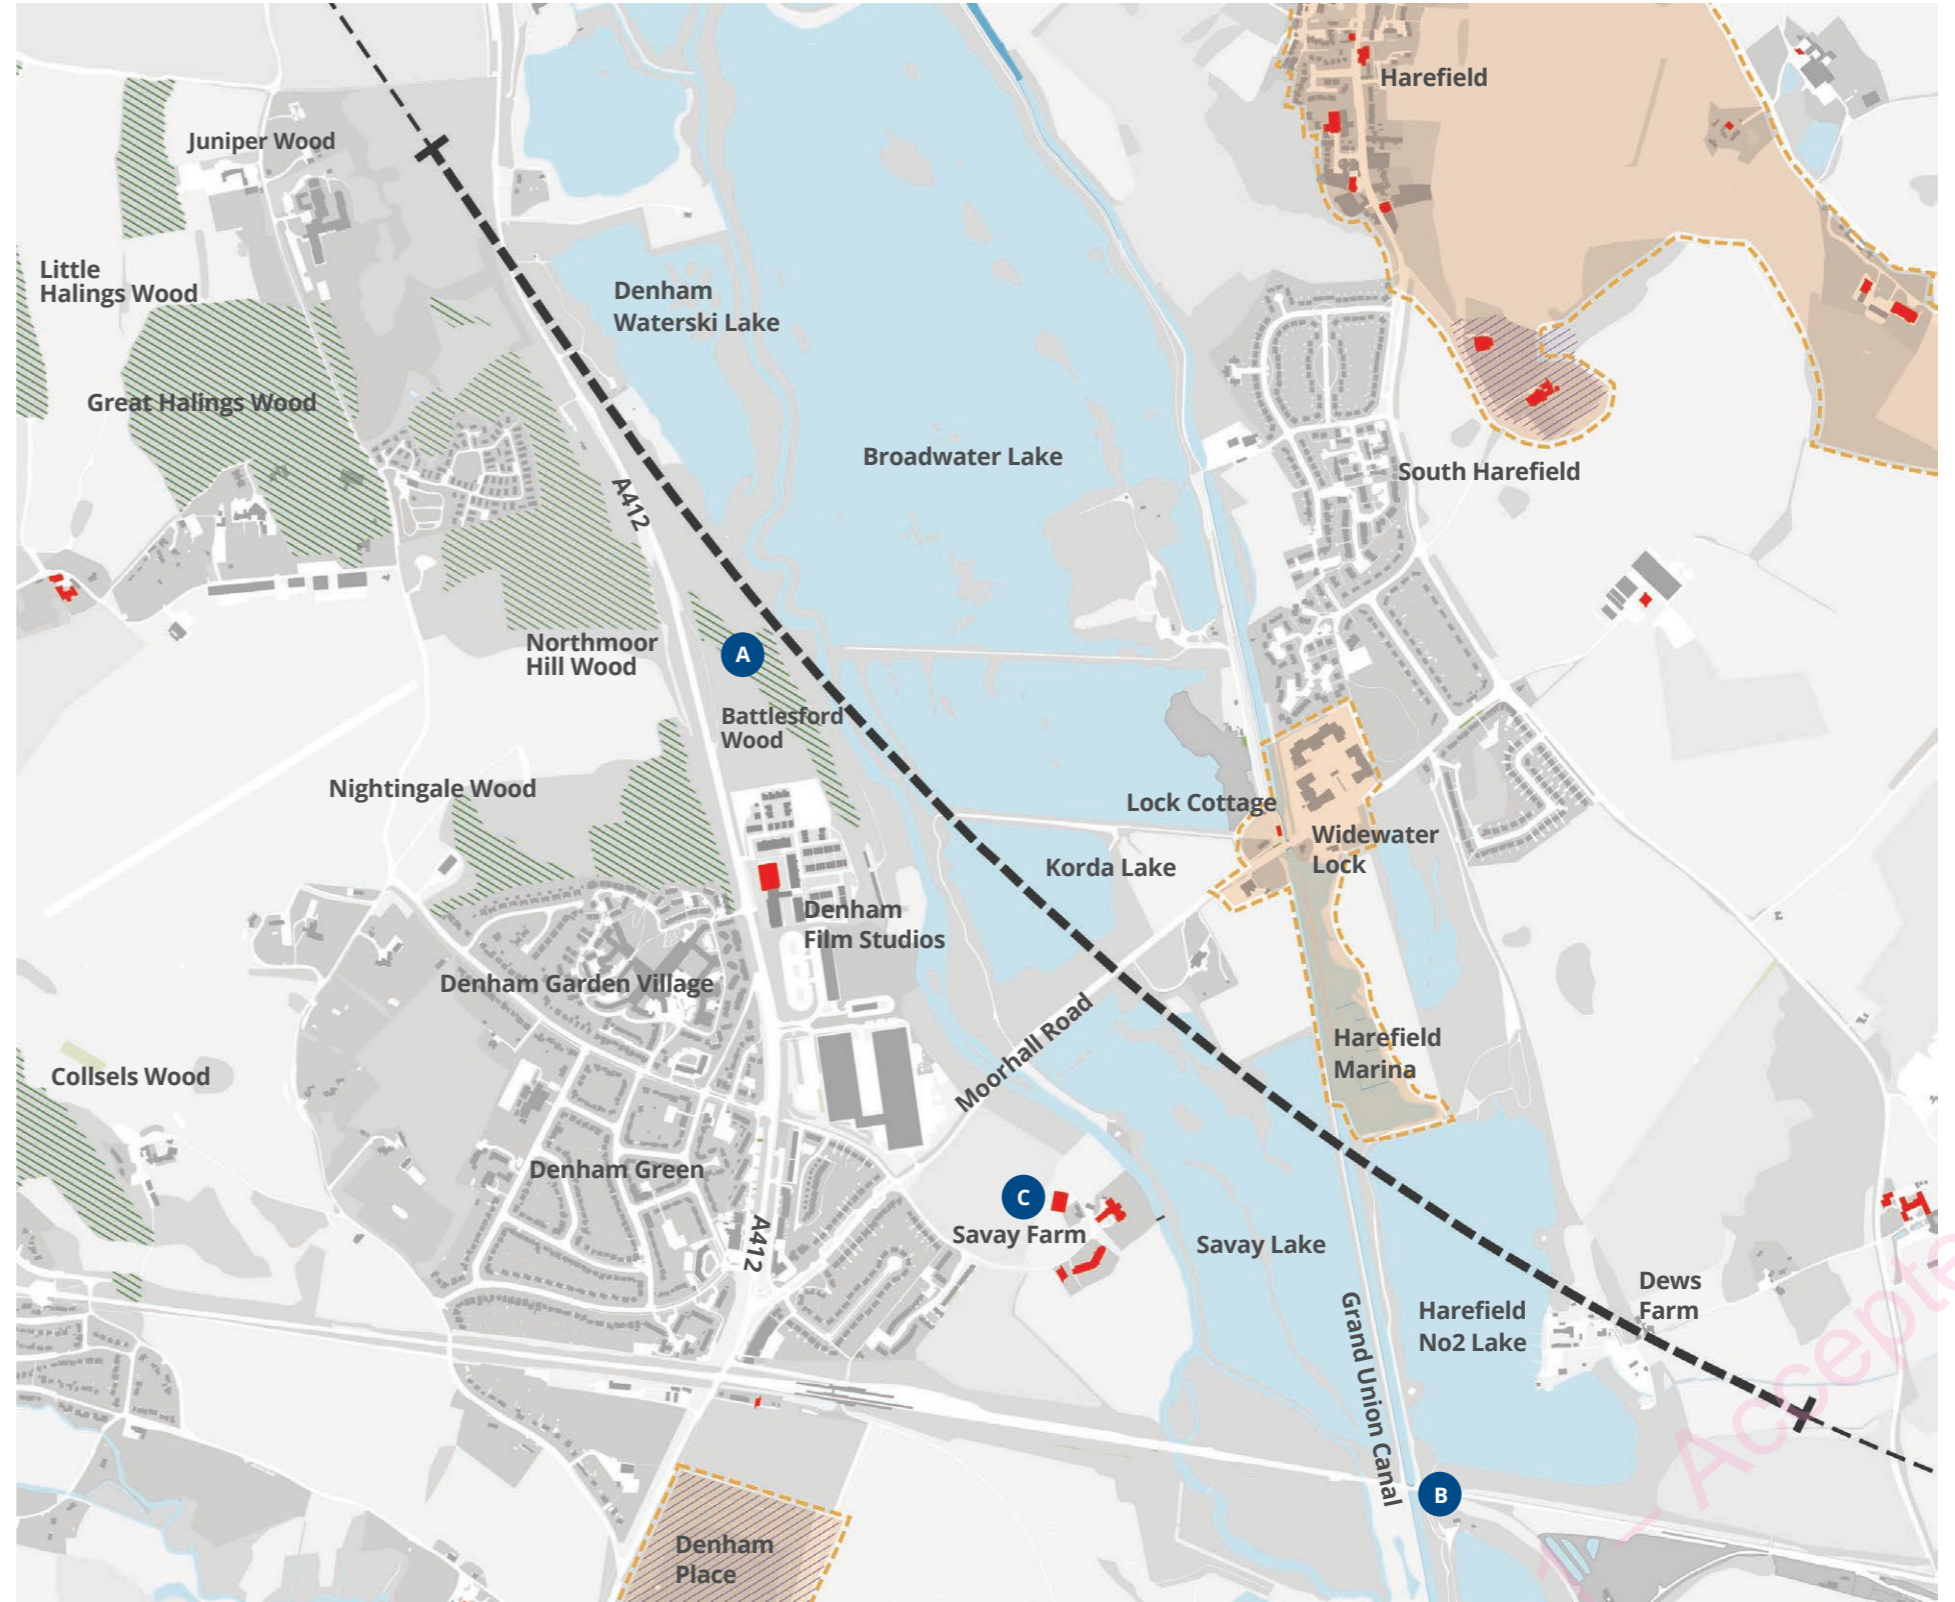 Harefield
Juniper Wood
Little
Halings Wood
Denham
Waterski Lake
Great Halings Wood
Broadwater Lake
South Harefield
A412
Northmoor
Hill Wood
A
Battlesford
Wood
Nightingale Wood
Lock Cottage
Widewater
Lock
Korda Lake
Denham
Film Studios
Denham Garden Village
Moorhall Road
Harefield
Marina
Collsels Wood
Denham Green
C
Savay Farm
A412
Savay Lake
Dews
Farm
Harefield
No2 Lake
Grand Union Canal
B
Denham
Place